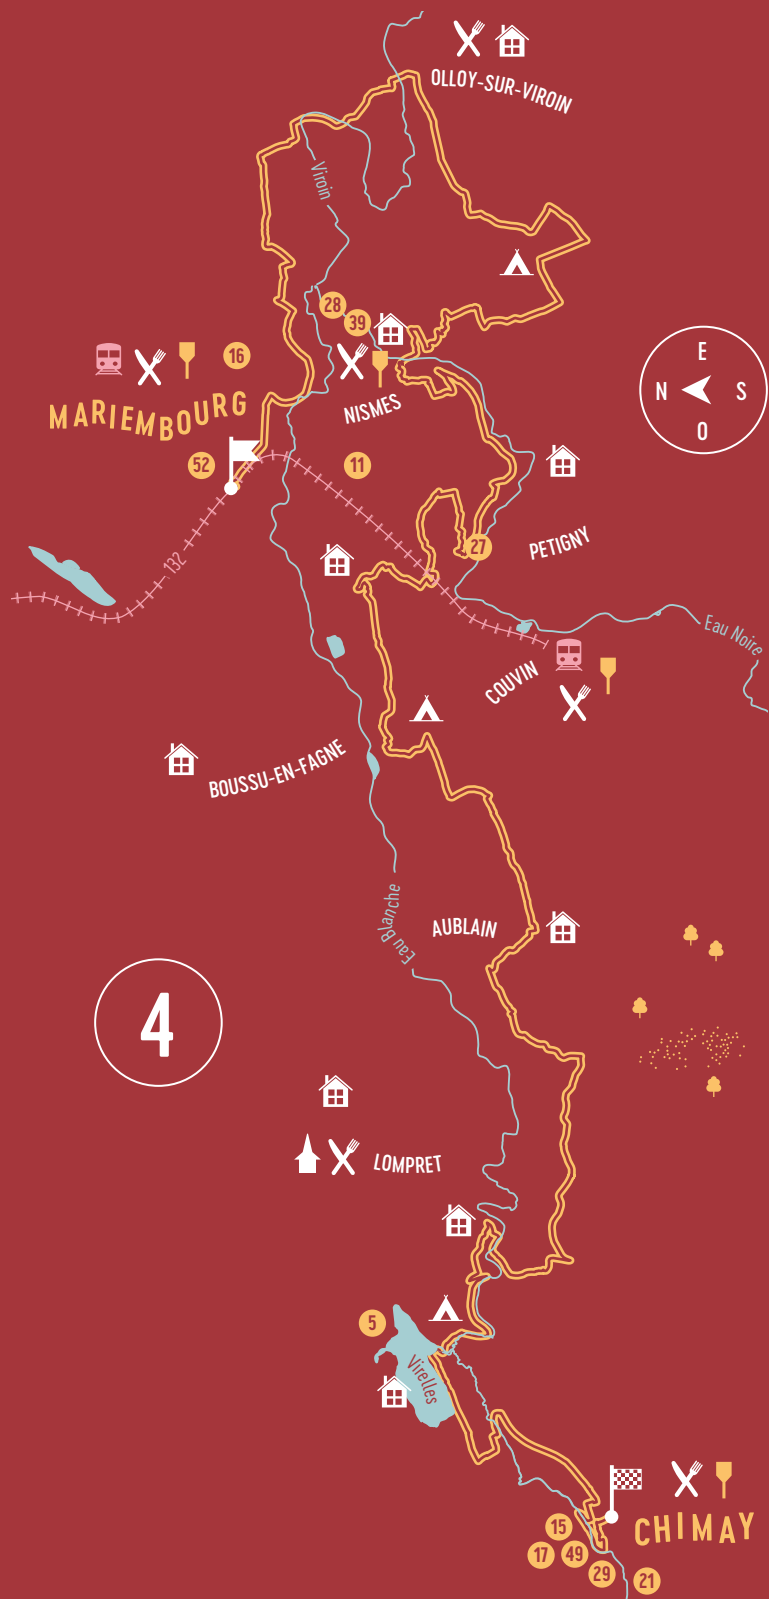 OLLOY-SUR-VIROIN
Viroin
28
39
16
MARIEMBOURG
NISMES
E
N
S
O
52
11
27
PETIGNY
132
Eau Noire
COUVIN
BOUSSU-EN-FAGNE
Eau Blanche
AUBLAIN
4
LOMPRET
5
Virelles
CHIMAY
15
17
49
29
21